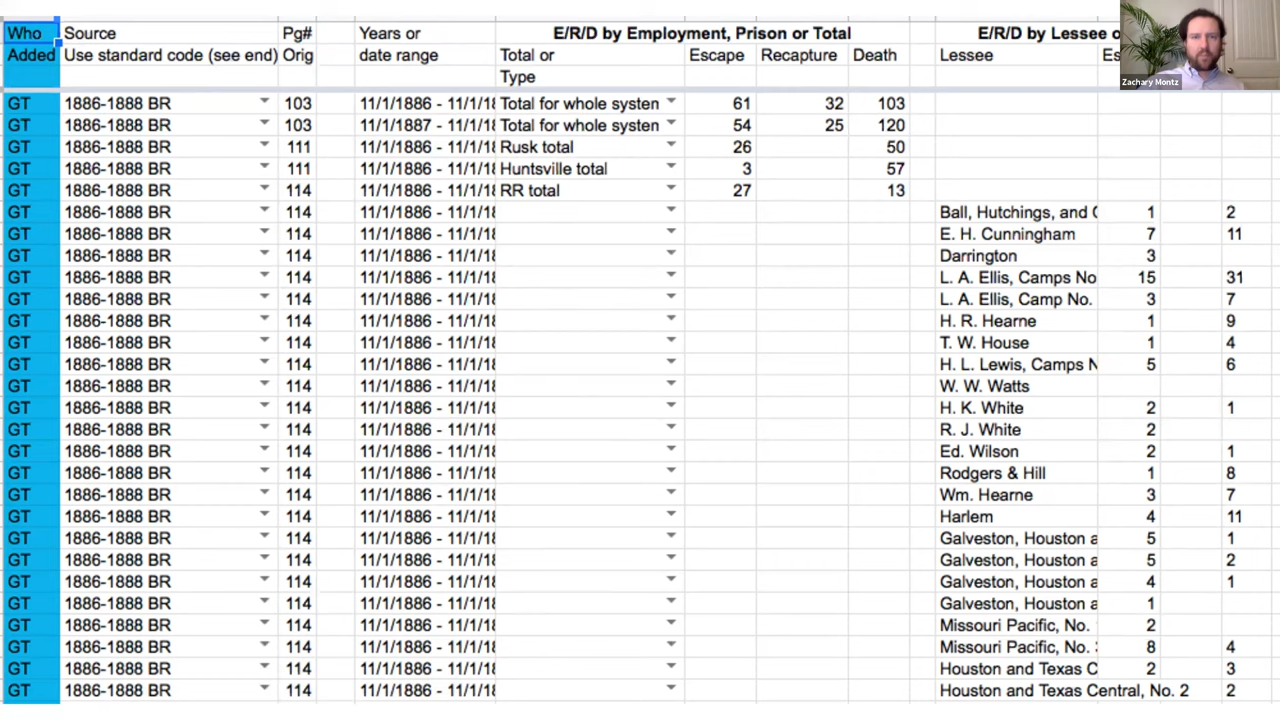 Who Source Pg# Years or E/R/D by Employment, Prison or Total E/R/D by Lessee o
Added Use standard code (see end) Orig date range Total or Escape Recapture Death Lessee Es
Type
Zachary Montz
GT 1886-1888 BR 103 11/1/1886 - 11/1/18 Total for whole systen 61 32 103
GT 1886-1888 BR 103 11/1/1887 - 11/1/18 Total for whole systen 54 25 120
GT 1886-1888 BR 111 11/1/1886 - 11/1/18 Rusk total 26 50
GT 1886-1888 BR 111 11/1/1886 - 11/1/18 Huntsville total 3 57
GT 1886-1888 BR 114 11/1/1886 - 11/1/18 RR total 27 13
GT 1886-1888 BR 114 11/1/1886 - 11/1/18 Ball, Hutchings, and C 1 2
GT 1886-1888 BR 114 11/1/1886 - 11/1/18 E. H. Cunningham 7 11
GT 1886-1888 BR 114 11/1/1886 - 11/1/18 Darrington 3
GT 1886-1888 BR 114 11/1/1886 - 11/1/18 L. A. Ellis, Camps No 15 31
GT 1886-1888 BR 114 11/1/1886 - 11/1/18 L. A. Ellis, Camp No. 3 7
GT 1886-1888 BR 114 11/1/1886 - 11/1/18 H. R. Hearne 1 9
GT 1886-1888 BR 114 11/1/1886 - 11/1/18 T. W. House 1 4
GT 1886-1888 BR 114 11/1/1886 - 11/1/18 H. L. Lewis, Camps N 5 6
GT 1886-1888 BR 114 11/1/1886 - 11/1/18 W. W. Watts
GT 1886-1888 BR 114 11/1/1886 - 11/1/18 H. K. White 2 1
GT 1886-1888 BR 114 11/1/1886 - 11/1/18 R. J. White 2
GT 1886-1888 BR 114 11/1/1886 - 11/1/18 Ed. Wilson 2 1
GT 1886-1888 BR 114 11/1/1886 - 11/1/18 Rodgers & Hill 1 8
GT 1886-1888 BR 114 11/1/1886 - 11/1/18 Wm. Hearne 3 7
GT 1886-1888 BR 114 11/1/1886 - 11/1/18 Harlem 4 11
GT 1886-1888 BR 114 11/1/1886 - 11/1/18 Galveston, Houston a 5 1
GT 1886-1888 BR 114 11/1/1886 - 11/1/18 Galveston, Houston a 5 2
GT 1886-1888 BR 114 11/1/1886 - 11/1/18 Galveston, Houston a 4 1
GT 1886-1888 BR 114 11/1/1886 - 11/1/18 Galveston, Houston a 1
GT 1886-1888 BR 114 11/1/1886 - 11/1/18 Missouri Pacific, No. 2
GT 1886-1888 BR 114 11/1/1886 - 11/1/18 Missouri Pacific, No. 8 4
GT 1886-1888 BR 114 11/1/1886 - 11/1/18 Houston and Texas C 2 3
GT 1886-1888 BR 114 11/1/1886 - 11/1/18 Houston and Texas Central, No. 2 2